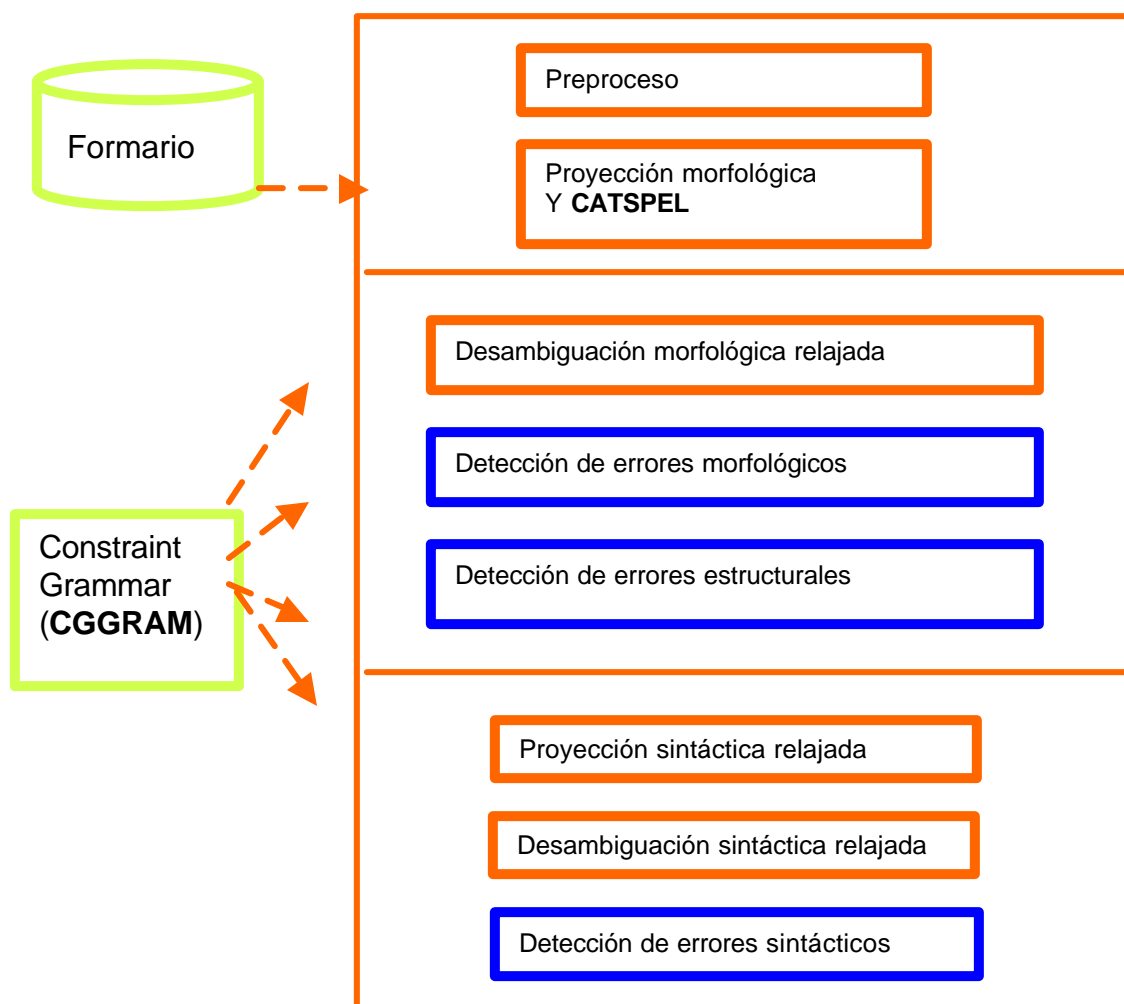 Formario
Preproceso
Proyección morfológica
Y CATSPEL
Desambiguación morfológica relajada
Detección de errores morfológicos
Detección de errores estructurales
Constraint
Grammar
(CGGRAM)
Proyección sintáctica relajada
Desambiguación sintáctica relajada
Detección de errores sintácticos